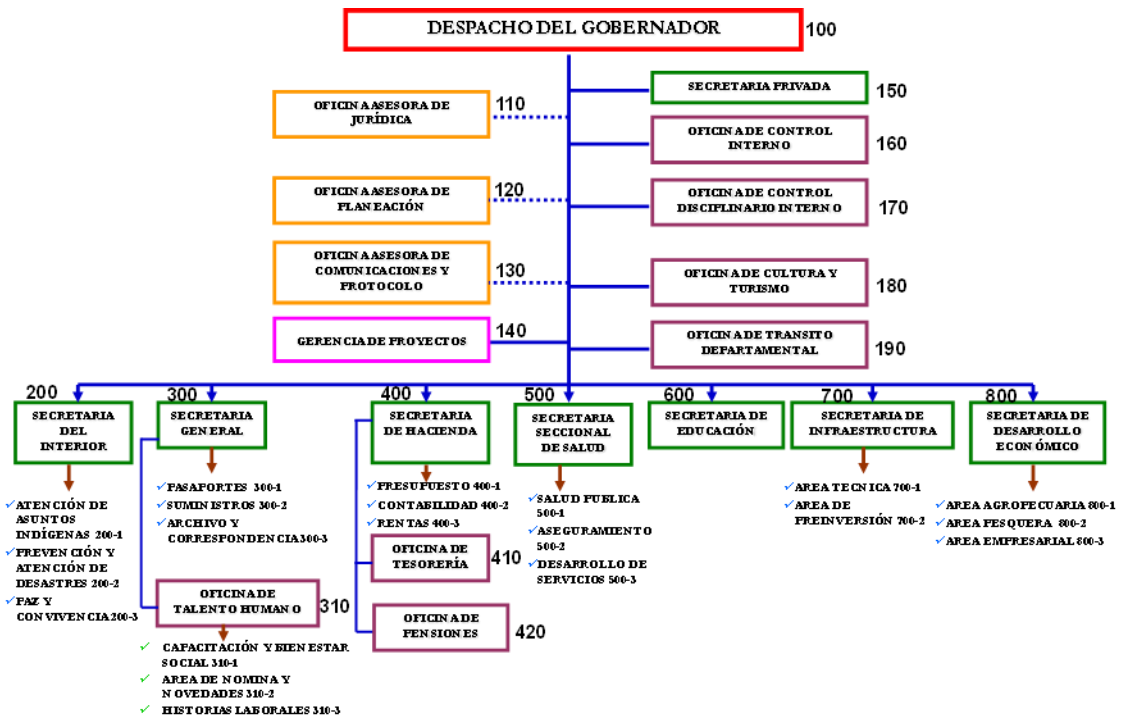 DESPACHO DEL GOBERNADOR
100
OFICINA ASESORA DE
JURÍDICA
110
SECRETARIA PRIVADA
150
OFICINA DE CONTROL
INTERNO
160
OFICINA ASESORA DE
PLANEACIÓN
120
OFICINA DE CONTROL
DISCIPLINARIO INTERNO
170
OFICINA ASESORA DE
COMUNICACIONES Y
PROTOCOLO
130
OFICINA DE CULTURA Y
TURISMO
180
GERENCIA DE PROYECTOS
140
OFICINA DE TRANSITO
DEPARTAMENTAL
190
200
SECRETARIA
DEL
INTERIOR
ATENCIÓN DE
ASUNTOS
INDÍGENAS 200-1
PREVENCIÓN Y
ATENCIÓN DE
DESASTRES 200-2
PAZ Y
CONVIVENCIA 200-3
300
SECRETARIA
GENERAL
PASAPORTES 300-1
SUMINISTROS 300-2
ARCHIVO Y
CORRESPONDENCIA 300-3
OFICINA DE
TALENTO HUMANO
310
CAPACITACIÓN Y BIENESTAR
SOCIAL 310-1
AREA DE NOMINA Y
NOVEDADES 310-2
HISTORIAS LABORALES 310-3
400
SECRETARIA
DE HACIENDA
PRESUPUESTO 400-1
CONTABILIDAD 400-2
RENTAS 400-3
OFICINA DE
TESORERÍA
410
OFICINA DE
PENSIONES
420
500
SECRETARIA
SECCIONAL
DE SALUD
SALUD PUBLICA
500-1
ASEGURAMIENTO
500-2
DESARROLLO DE
SERVICIOS 500-3
600
SECRETARIA DE
EDUCACIÓN
700
SECRETARIA DE
INFRAESTRUCTURA
AREA TECNICA 700-1
AREA DE
PREINVERSIÓN 700-2
800
SECRETARIA DE
DESARROLLO
ECONÓMICO
AREA AGROPECUARIA 800-1
AREA PESQUERA 800-2
AREA EMPRESARIAL 800-3